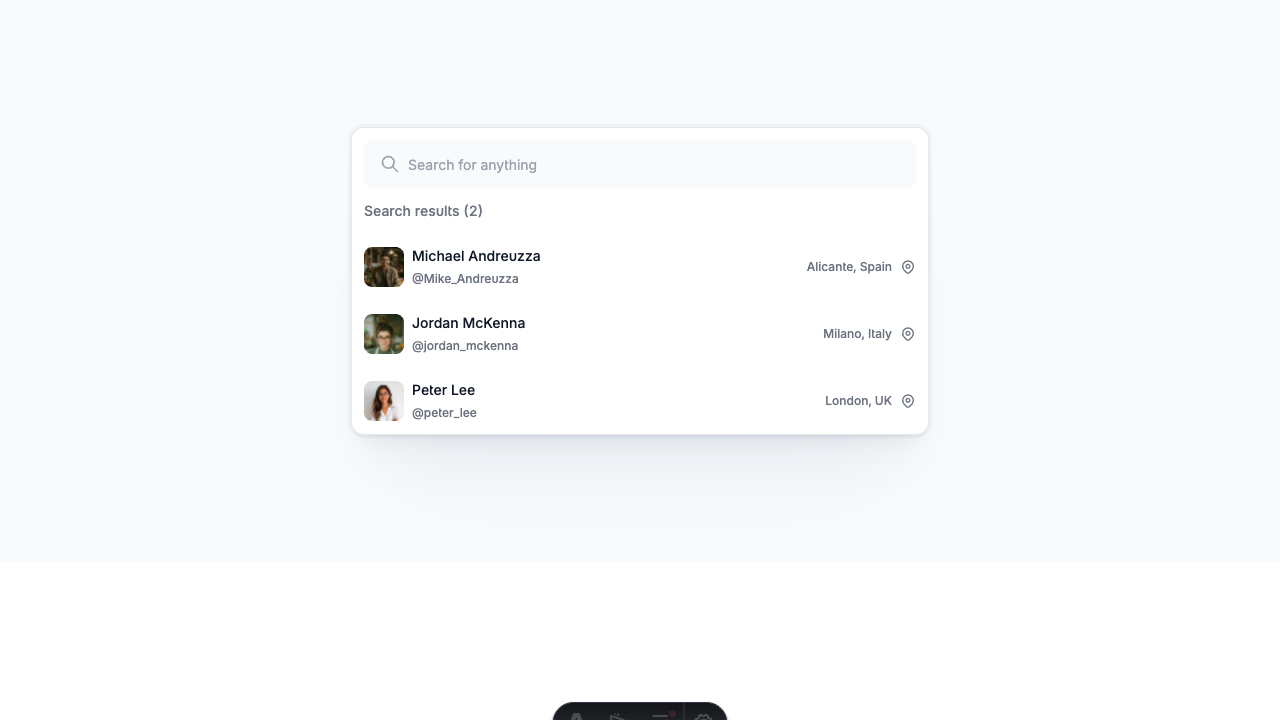 Search for anything
Search results (2)
Michael Andreuzza
@Mike_Andreuzza
Alicante, Spain
Jordan McKenna
@jordan_mckenna
Milano, Italy
Peter Lee
@peter_lee
London, UK